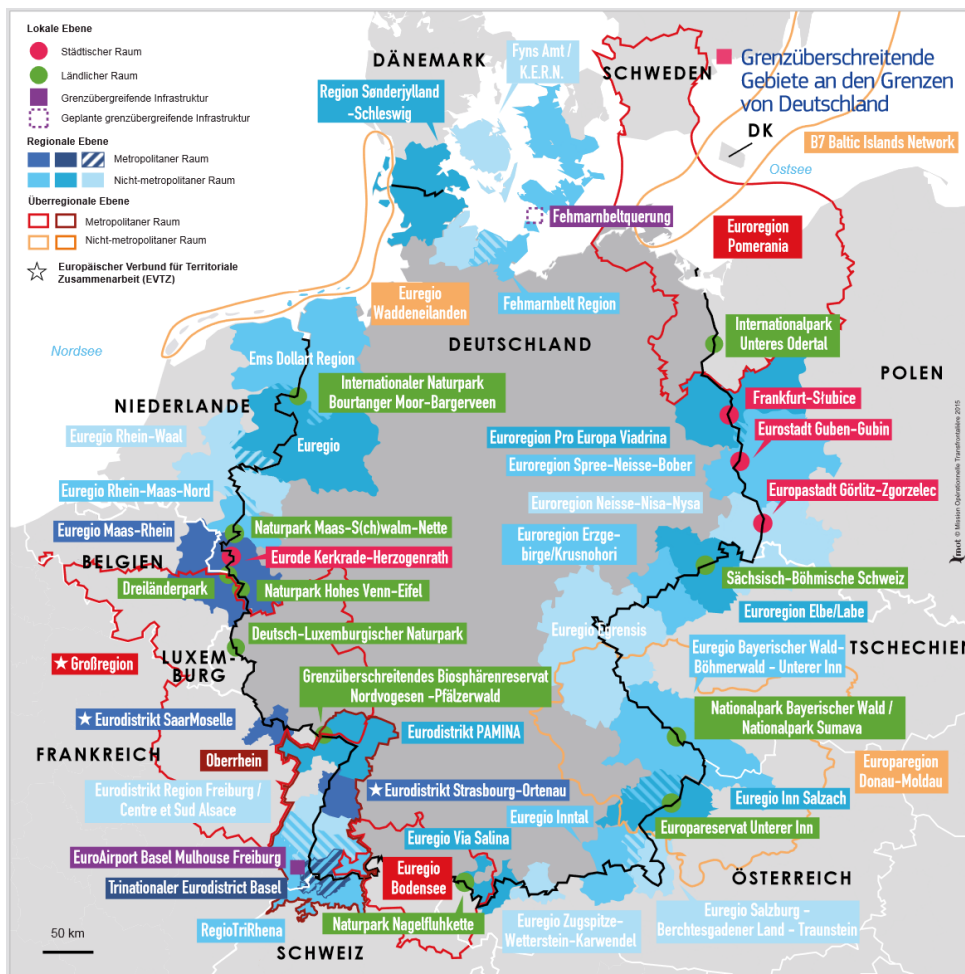 Lokale Ebene
Städtischer Raum
Ländlicher Raum
Grenzübergreifende Infrastruktur
Geplante grenzübergreifende Infrastruktur
Regionale Ebene
Metropolitaner Raum
Nicht-metropolitaner Raum
Überregionale Ebene
Metropolitaner Raum
Nicht-metropolitaner Raum
Europäischer Verbund für Territoriale
Zusammenarbeit (EVTZ)
Grenzüberschreitende
Gebiete an den Grenzen
von Deutschland
DÄNEMARK
Fyns Amt /
K.E.R.N.
SCHWEDEN
Region Sønderjylland
-Schleswig
DK
B7 Baltic Islands Network
Ostsee
Fehmarnbeltquerung
Euroregion
Pomerania
Euregio
Waddeneilanden
Fehmarnbelt Region
Nordsee
DEUTSCHLAND
Internationalpark
Unteres Odertal
Ems Dollart Region
POLEN
Internationaler Naturpark
Bourtanger Moor-Bargerveen
NIEDERLANDE
Frankfurt-Słubice
Euregio Rhein-Waal
Euregio
Euroregion Pro Europa Viadrina
Eurostadt Guben-Gubin
Euroregion Spree-Neisse-Bober
Euregio Rhein-Maas-Nord
Euroregion Neisse-Nisa-Nysa
Europastadt Görlitz-Zgorzelec
Euregio Maas-Rhein
Naturpark Maas-S(ch)walm-Nette
Euroregion Erzge-
birge/Krusnohori
BELGIEN
Eurode Kerkrade-Herzogenrath
Sächsisch-Böhmische Schweiz
Dreiländerpark
Naturpark Hohes Venn-Eifel
Euroregion Elbe/Labe
Deutsch-Luxemburgischer Naturpark
Euregio Egrensis
TSCHECHIEN
Euregio Bayerischer Wald-
Böhmerwald - Unterer Inn
Großregion
LUXEM-
BURG
Grenzüberschreitendes Biosphärenreservat
Nordvogesen -Pfälzerwald
Nationalpark Bayerischer Wald /
Nationalpark Sumava
Eurodistrikt SaarMoselle
Eurodistrikt PAMINA
FRANKREICH
Oberrhein
Europaregion
Donau-Moldau
Eurodistrikt Region Freiburg /
Centre et Sud Alsace
Eurodistrikt Strasbourg-Ortenau
Euregio Inn Salzach
Euregio Inntal
Europareservat Unterer Inn
Euregio Via Salina
EuroAirport Basel Mulhouse Freiburg
Euregio
Bodensee
Trinationaler Eurodistrict Basel
ÖSTERREICH
RegioTriRhena
Naturpark Nagelfluhkette
Euregio Zugspitze-
Wetterstein-Karwendel
Euregio Salzburg -
Berchtesgadener Land - Traunstein
SCHWEIZ
50 km
mot © Mission Opérationnelle Transfrontalière 2015